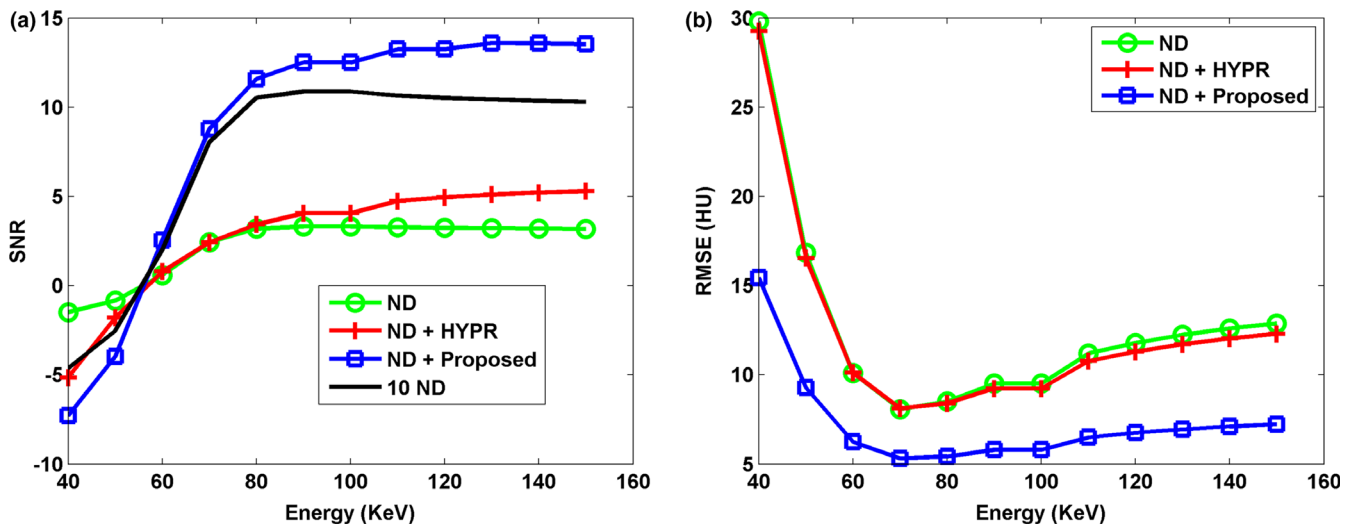 (a)
15
10
5
0
-5
-10
SNR
40 60 80 100 120 140 160
Energy (KeV)
ND
ND + HYPR
ND + Proposed
10 ND
(b)
30
25
20
15
10
5
RMSE (HU)
40 60 80 100 120 140 160
Energy (KeV)
ND
ND + HYPR
ND + Proposed